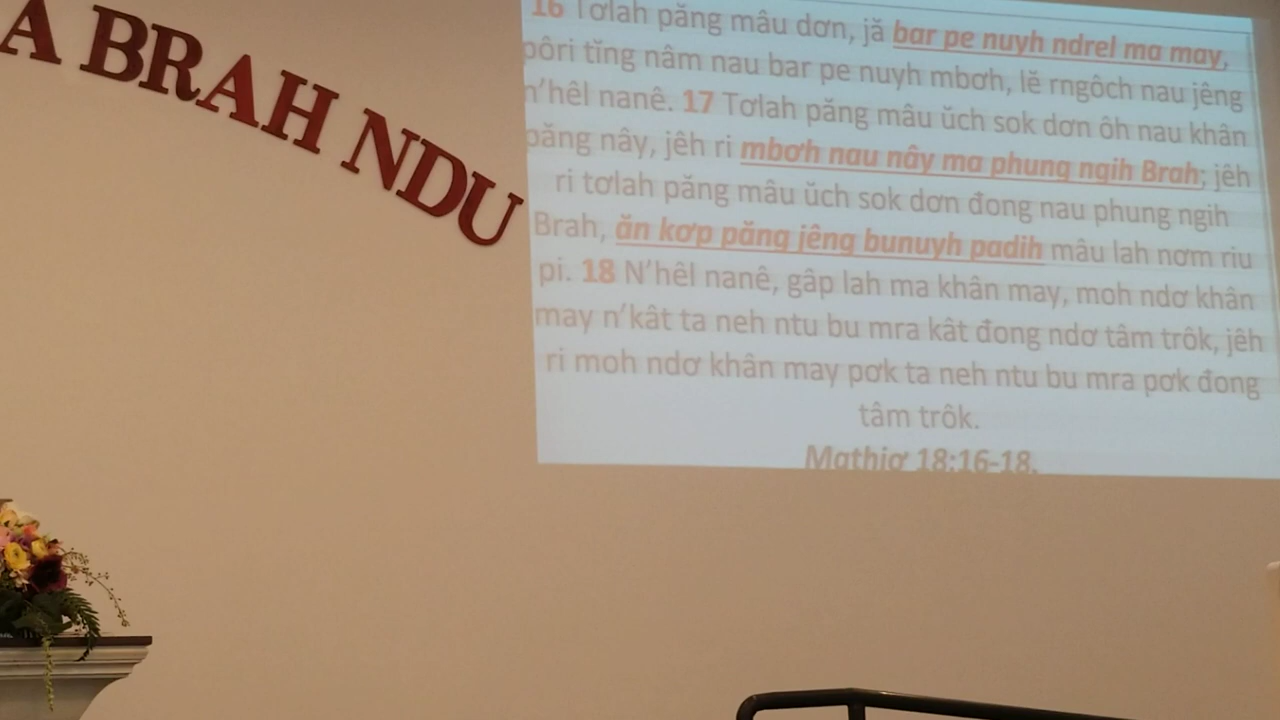 A BRAH NDU
16 Tơlah păng mâu dơn, jă bar pe nuyh ndrel ma may,
pôri tĭng nâm nau bar pe nuyh mbơh, lĕ rngôch nau jêng
n'hêl nanê. 17 Tơlah păng mâu ŭch sok dơn ôh nau khân
păng nây, jêh ri mbơh nau nây ma phung ngih Brah; jêh
ri tơlah păng mâu ŭch sok dơn đong nau phung ngih
Brah, ăn kơp păng jêng bunuyh padih mâu lah nơm riu
pi. 18 N'hêl nanê, gâp lah ma khân may, moh ndơ khân
may n'kât ta neh ntu bu mra kât đong ndơ tâm trôk, jêh
ri moh ndơ khân may pơk ta neh ntu bu mra pơk đong
tâm trôk.
Mathiơ 18:16-18.